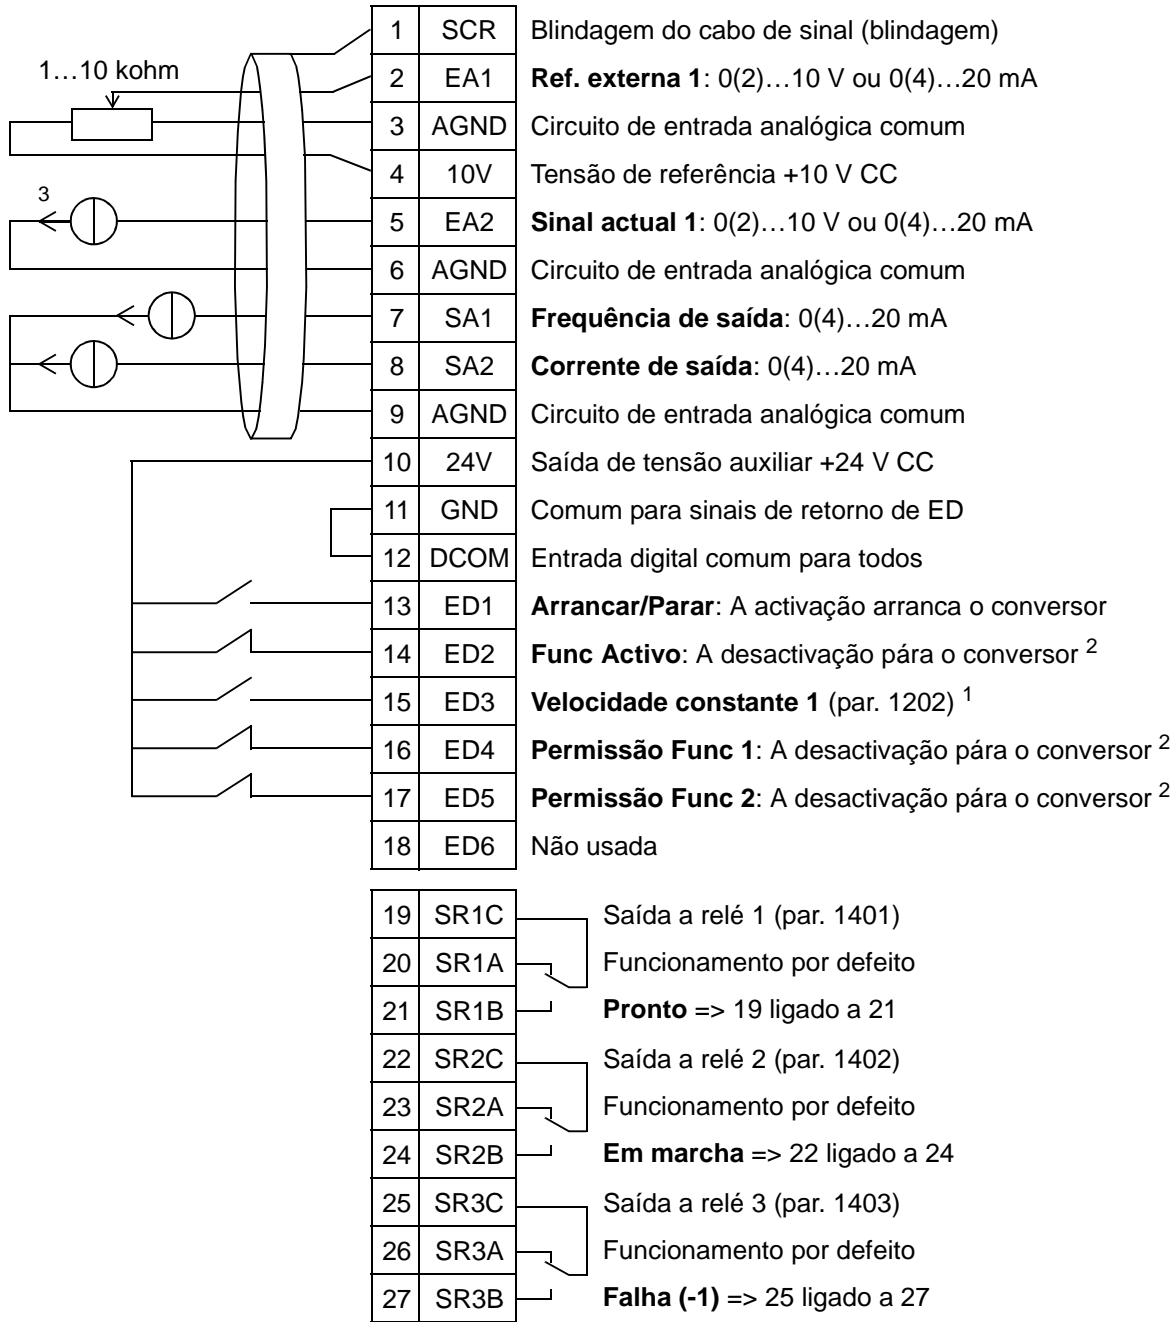 1 SCR Blindagem do cabo de sinal (blindagem)
1…10 kohm
2 EA1 Ref. externa 1: 0(2)…10 V ou 0(4)…20 mA
3 AGND Circuito de entrada analógica comum
4 10V Tensão de referência +10 V CC
3
5 EA2 Sinal actual 1: 0(2)…10 V ou 0(4)…20 mA
6 AGND Circuito de entrada analógica comum
7 SA1 Frequência de saída: 0(4)…20 mA
8 SA2 Corrente de saída: 0(4)…20 mA
9 AGND Circuito de entrada analógica comum
10 24V Saída de tensão auxiliar +24 V CC
11 GND Comum para sinais de retorno de ED
12 DCOM Entrada digital comum para todos
13 ED1 Arrancar/Parar: A activação arranca o conversor
14 ED2 Func Activo: A desactivação pára o conversor 2
15 ED3 Velocidade constante 1 (par. 1202) 1
16 ED4 Permissão Func 1: A desactivação pára o conversor 2
17 ED5 Permissão Func 2: A desactivação pára o conversor 2
18 ED6 Não usada
19 SR1C Saída a relé 1 (par. 1401)
20 SR1A Funcionamento por defeito
21 SR1B Pronto => 19 ligado a 21
22 SR2C Saída a relé 2 (par. 1402)
23 SR2A Funcionamento por defeito
24 SR2B Em marcha => 22 ligado a 24
25 SR3C Saída a relé 3 (par. 1403)
26 SR3A Funcionamento por defeito
27 SR3B Falha (-1) => 25 ligado a 27